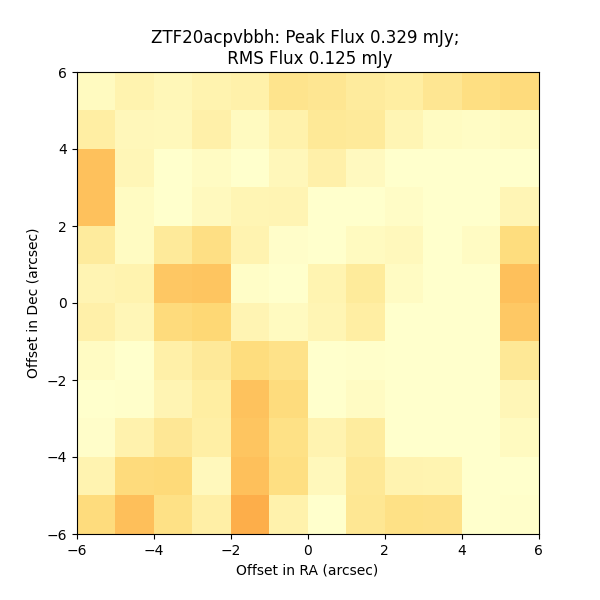 ZTF20acpvbbh: Peak Flux 0.329 mJy;
RMS Flux 0.125 mJy
6
4
2
0
−2
−4
−6
Offset in Dec (arcsec)
−6 −4 −2 0 2 4 6
Offset in RA (arcsec)